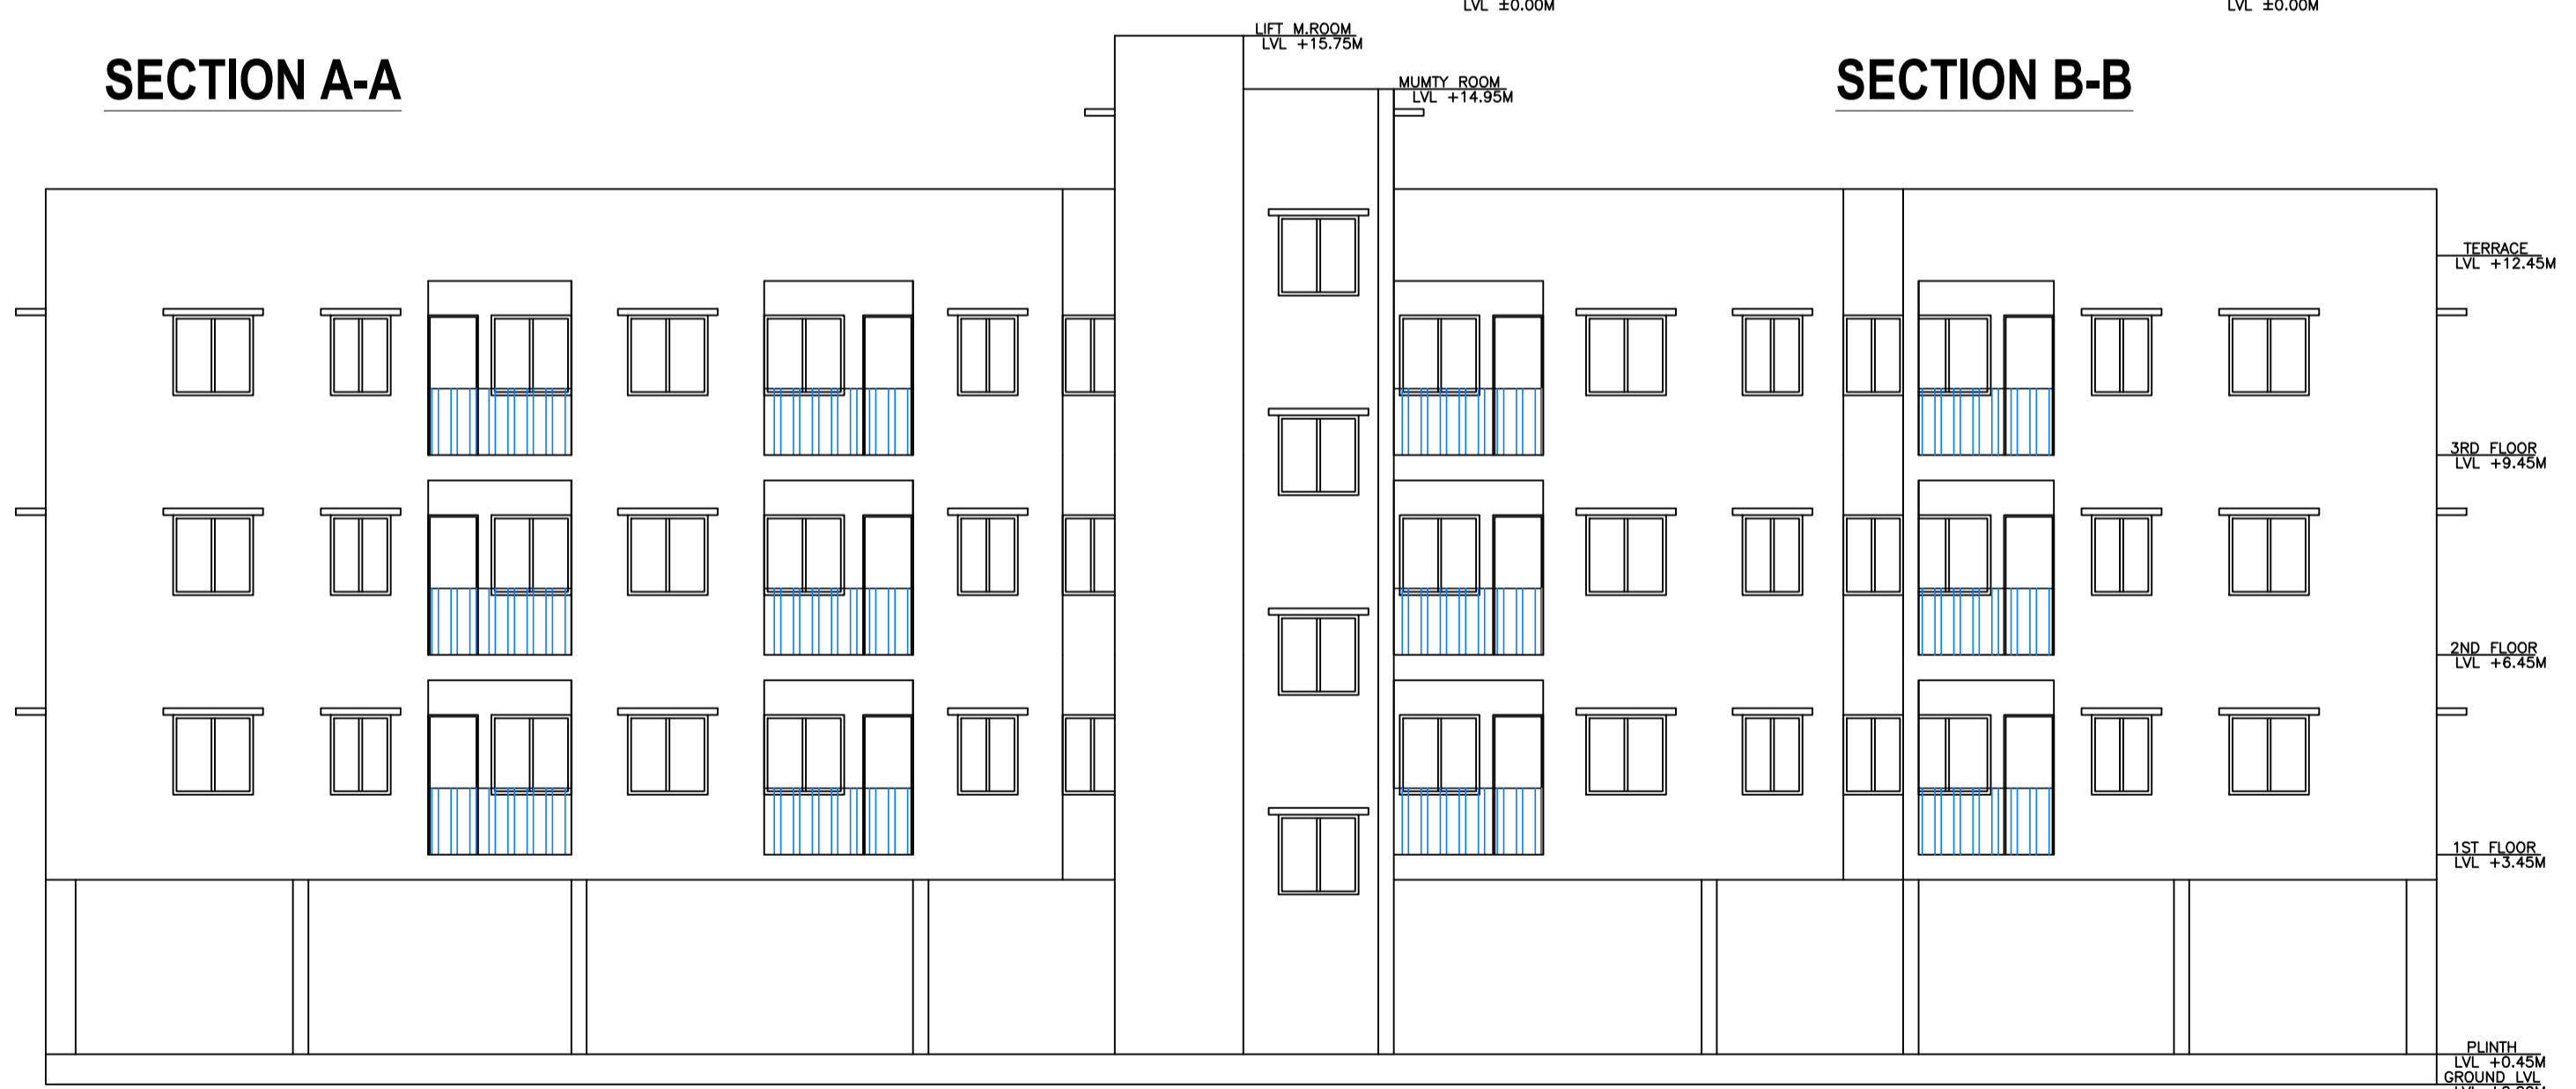 LVL ±0.00M
LVL ±0.00M
LIFT M.ROOM
LVL +15.75M
SECTION A-A
SECTION B-B
MUMTY ROOM
LVL +14.95M
TERRACE
LVL +12.45M
3RD FLOOR
LVL +9.45M
2ND FLOOR
LVL +6.45M
1ST FLOOR
LVL +3.45M
PLINTH
LVL +0.45M
GROUND LVL